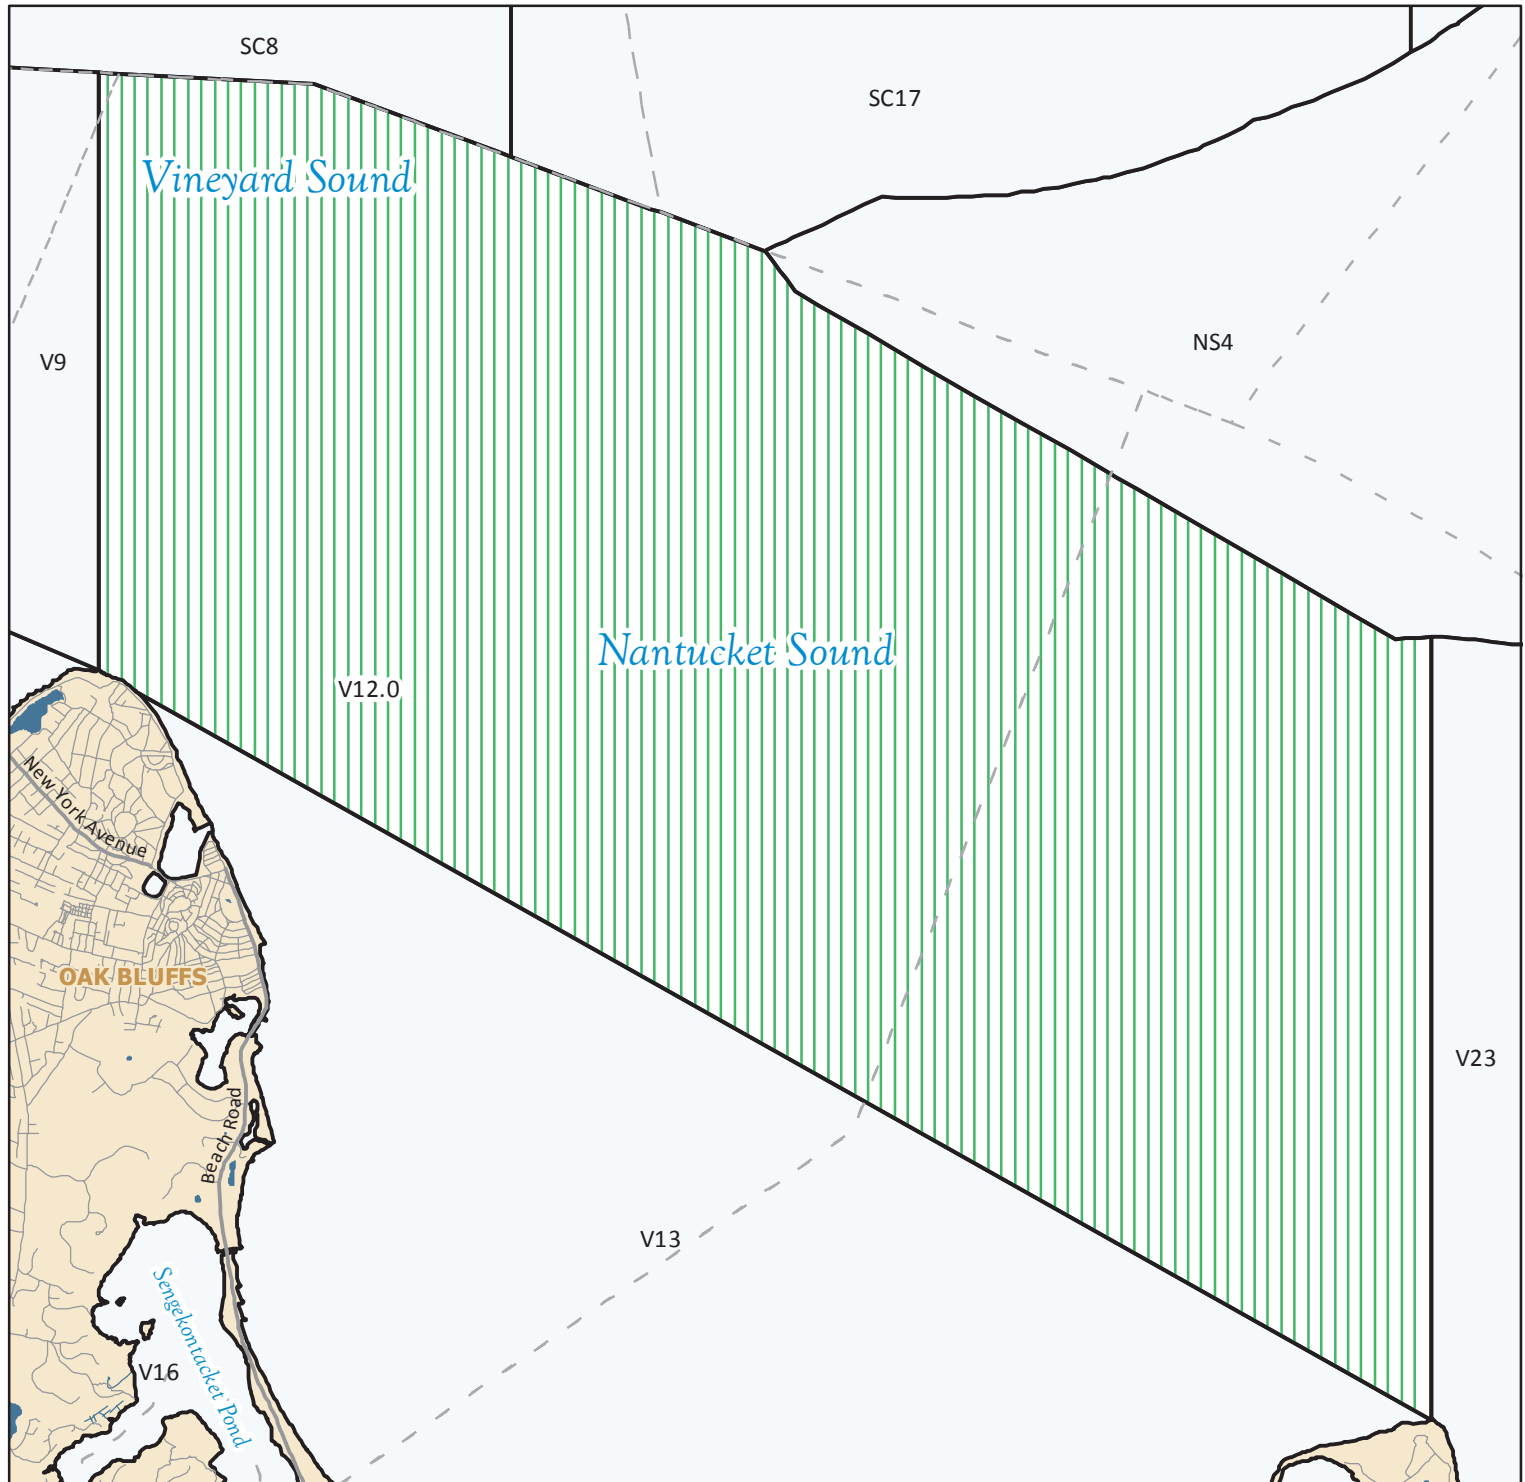 SC8
SC17
Vineyard Sound
NS4
V9
Nantucket Sound
V12.0
New York Avenue
OAK BLUFFS
V23
Beach Road
V13
Sengekontacket Pond
V16